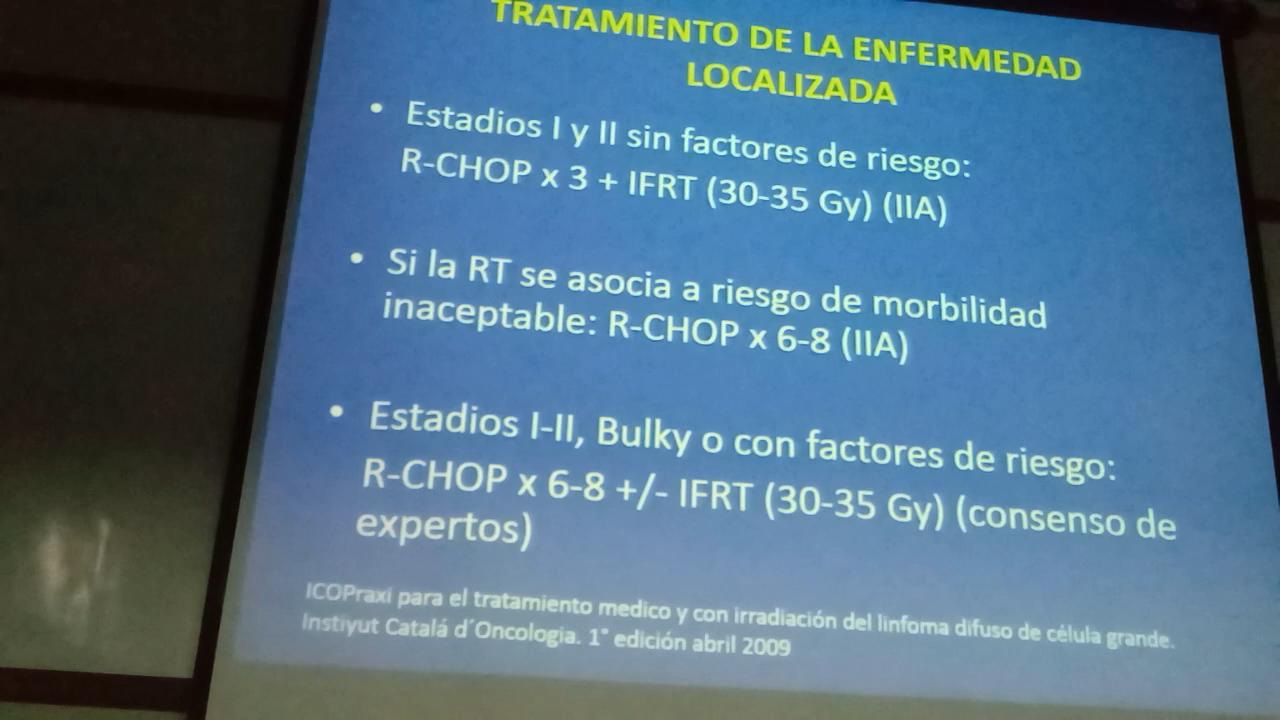 TRATAMIENTO DE LA ENFERMEDAD
LOCALIZADA
• Estadios I y II sin factores de riesgo:
R-CHOP x 3 + IFRT (30-35 Gy) (IIA)
• Si la RT se asocia a riesgo de morbilidad
inaceptable: R-CHOP x 6-8 (IIA)
• Estadios I-II, Bulky o con factores de riesgo:
R-CHOP x 6-8 +/- IFRT (30-35 Gy) (consenso de
expertos)
ICOPraxi para el tratamiento medico y con irradiación del linfoma difuso de célula grande.
Instiyut Catalá d´Oncologia. 1° edición abril 2009